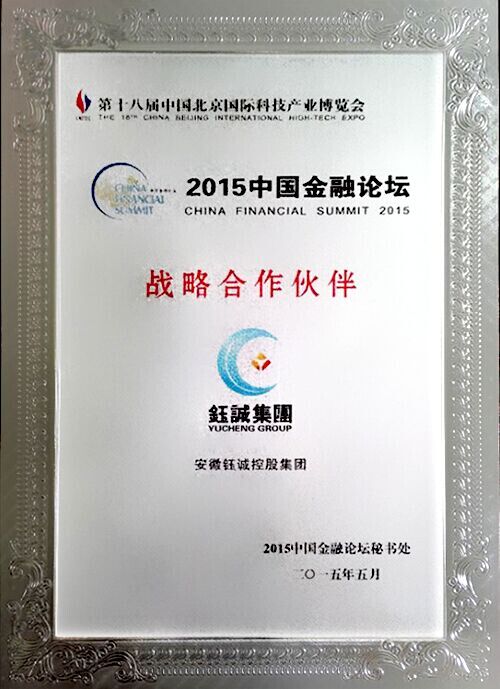 第十八届中国北京国际科技产业博览会
THE 18th CHINA BEIJING INTERNATIONAL HIGH-TECH EXPO
CHINA
FINANCIAL
SUMMIT
2015中国金融论坛
CHINA FINANCIAL SUMMIT 2015
战略合作伙伴
鈺誠集團
YUCHENG GROUP
安徽钰诚控股集团
2015中国金融论坛秘书处
二〇一五年五月